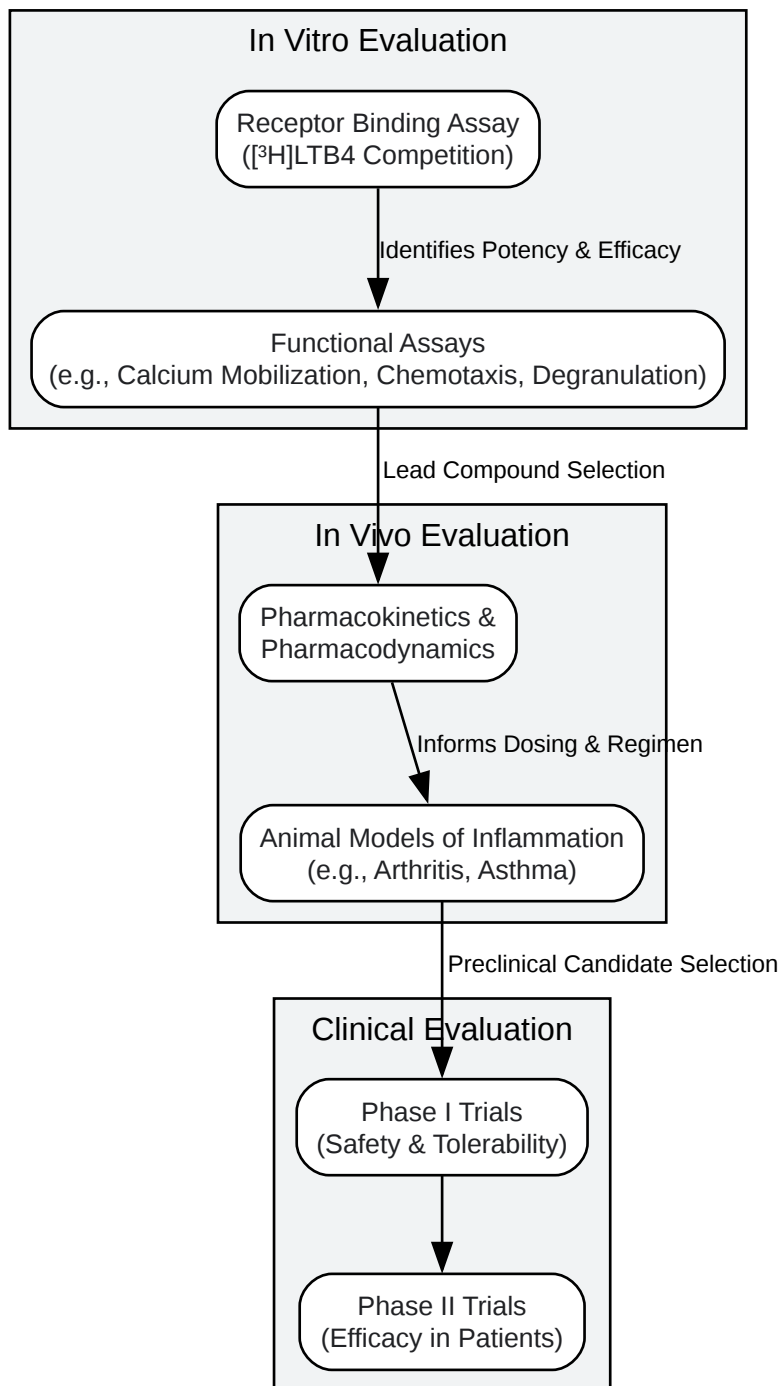 In Vitro Evaluation
Receptor Binding Assay
([³H]LTB4 Competition)
Identifies Potency & Efficacy
Functional Assays
(e.g., Calcium Mobilization, Chemotaxis, Degranulation)
Lead Compound Selection
In Vivo Evaluation
Pharmacokinetics &
Pharmacodynamics
Informs Dosing & Regimen
Animal Models of Inflammation
(e.g., Arthritis, Asthma)
Preclinical Candidate Selection
Clinical Evaluation
Phase I Trials
(Safety & Tolerability)
Phase II Trials
(Efficacy in Patients)